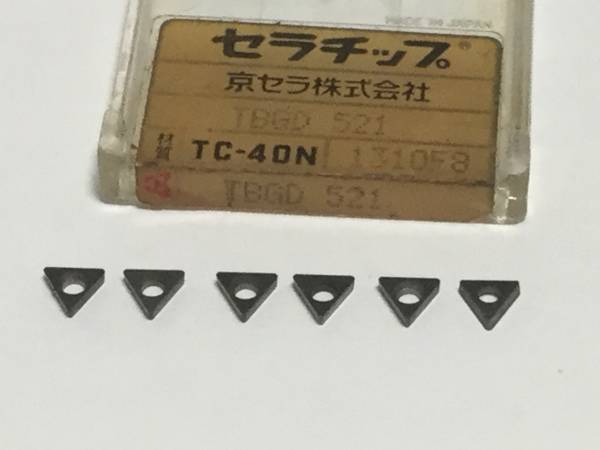 MADE IN JAPAN
セラチップ®
京セラ株式会社
TBGD 521
材質 TC-40N 1310F8
TBGD 521